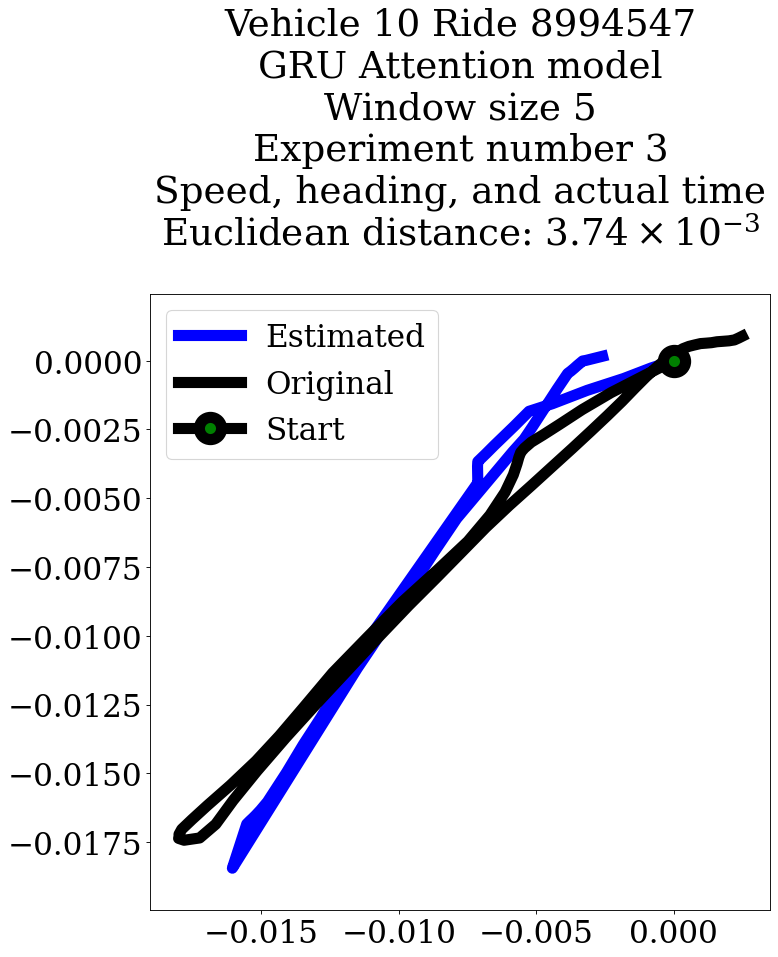 Vehicle 10 Ride 8994547
GRU Attention model
Window size 5
Experiment number 3
Speed, heading, and actual time
Euclidean distance: 3.74 × 10⁻³
Estimated
Original
Start
0.0000
−0.0025
−0.0050
−0.0075
−0.0100
−0.0125
−0.0150
−0.0175
−0.015 −0.010 −0.005 0.000